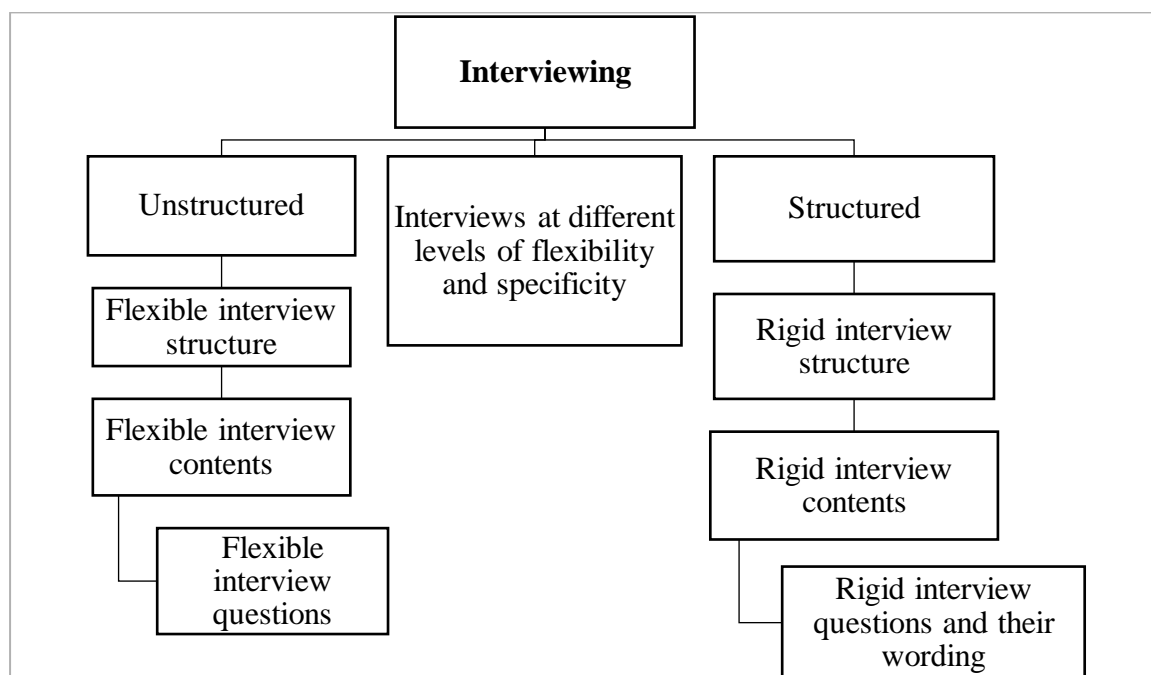 Interviewing
Unstructured
Interviews at different
levels of flexibility
and specificity
Structured
Flexible interview
structure
Rigid interview
structure
Flexible interview
contents
Rigid interview
contents
Flexible
interview
questions
Rigid interview
questions and their
wording